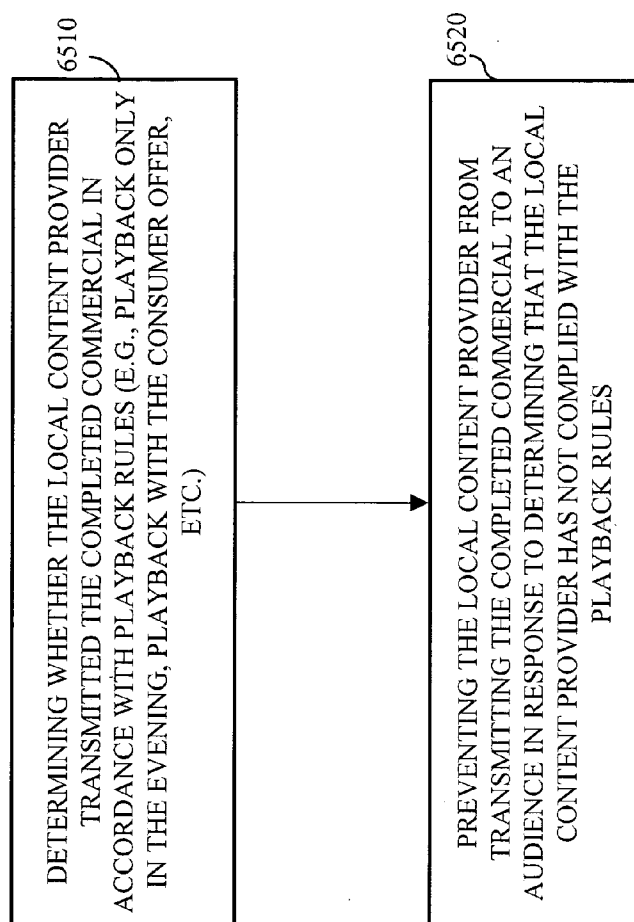 6510
DETERMINING WHETHER THE LOCAL CONTENT PROVIDER
TRANSMITTED THE COMPLETED COMMERCIAL IN
ACCORDANCE WITH PLAYBACK RULES (E.G., PLAYBACK ONLY
IN THE EVENING, PLAYBACK WITH THE CONSUMER OFFER,
ETC.)
6520
PREVENTING THE LOCAL CONTENT PROVIDER FROM
TRANSMITTING THE COMPLETED COMMERCIAL TO AN
AUDIENCE IN RESPONSE TO DETERMINING THAT THE LOCAL
CONTENT PROVIDER HAS NOT COMPLIED WITH THE
PLAYBACK RULES